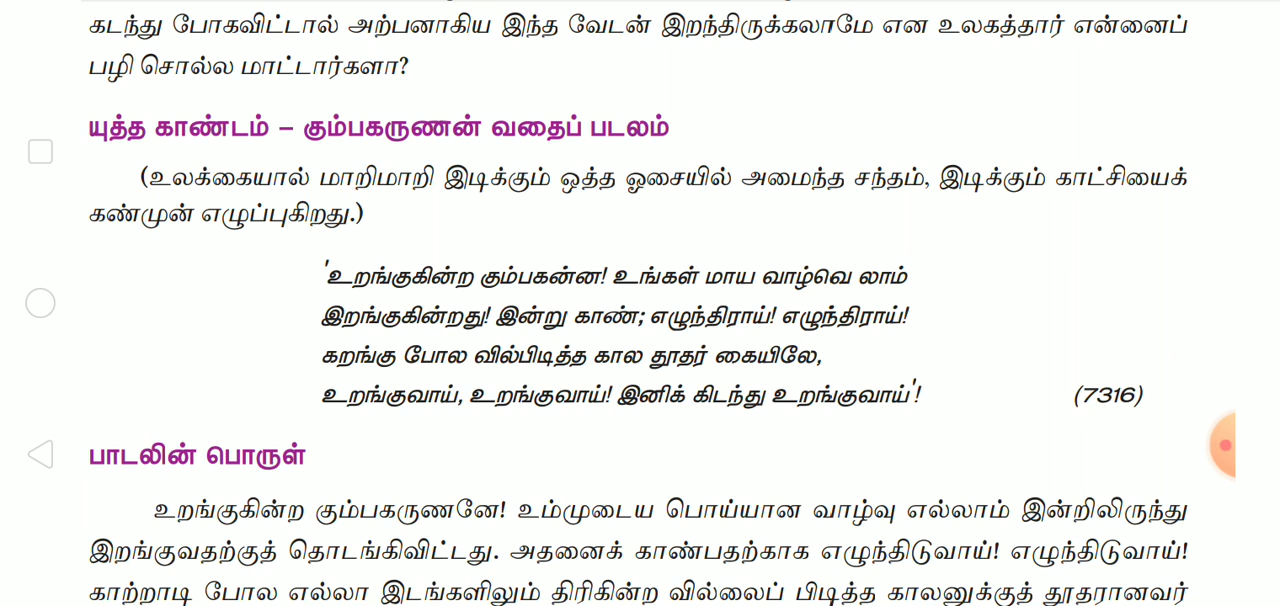 கடந்து போகவிட்டால் அற்பனாகிய இந்த வேடன் இறந்திருக்கலாமே என உலகத்தார் என்னைப்
பழி சொல்ல மாட்டார்களா?
யுத்த காண்டம் – கும்பகருணன் வதைப் படலம்
(உலக்கையால் மாறிமாறி இடிக்கும் ஒத்த ஓசையில் அமைந்த சந்தம், இடிக்கும் காட்சியைக்
கண்முன் எழுப்புகிறது.)
'உறங்குகின்ற கும்பகன்ன! உங்கள் மாய வாழ்வெ லாம்
இறங்குகின்றது! இன்று காண்; எழுந்திராய்! எழுந்திராய்!
கறங்கு போல வில்பிடித்த கால தூதர் கையிலே,
உறங்குவாய், உறங்குவாய்! இனிக் கிடந்து உறங்குவாய்'! (7316)
பாடலின் பொருள்
உறங்குகின்ற கும்பகருணனே! உம்முடைய பொய்யான வாழ்வு எல்லாம் இன்றிலிருந்து
இறங்குவதற்குத் தொடங்கிவிட்டது. அதனைக் காண்பதற்காக எழுந்திடுவாய்! எழுந்திடுவாய்!
காற்றாடி போல எல்லா இடங்களிலும் திரிகின்ற வில்லைப் பிடித்த காலனுக்குத் தூதரானவர்